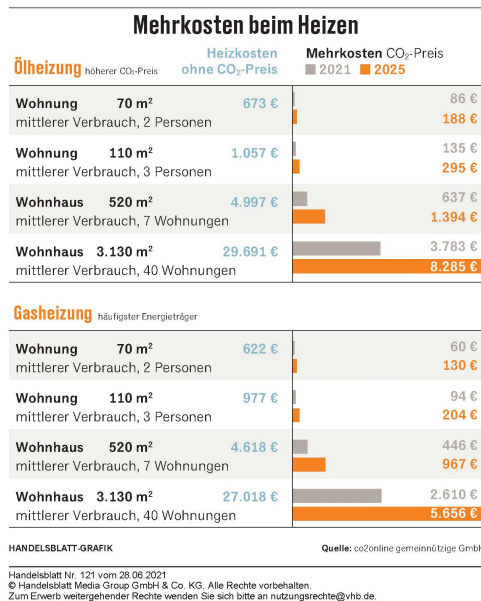 Mehrkosten beim Heizen
Ölheizung höherer CO₂-Preis
Heizkosten
ohne CO₂-Preis
Mehrkosten CO₂-Preis
2021 2025
Wohnung 70 m² 673 € 86 €
mittlerer Verbrauch, 2 Personen 188 €
Wohnung 110 m² 1.057 € 135 €
mittlerer Verbrauch, 3 Personen 295 €
Wohnhaus 520 m² 4.997 € 637 €
mittlerer Verbrauch, 7 Wohnungen 1.394 €
Wohnhaus 3.130 m² 29.691 € 3.783 €
mittlerer Verbrauch, 40 Wohnungen 8.285 €
Gasheizung häufigster Energieträger
Wohnung 70 m² 622 € 60 €
mittlerer Verbrauch, 2 Personen 130 €
Wohnung 110 m² 977 € 94 €
mittlerer Verbrauch, 3 Personen 204 €
Wohnhaus 520 m² 4.618 € 446 €
mittlerer Verbrauch, 7 Wohnungen 967 €
Wohnhaus 3.130 m² 27.018 € 2.610 €
mittlerer Verbrauch, 40 Wohnungen 5.656 €
HANDELSBLATT-GRAFIK Quelle: co2online gemeinnützige GmbH
Handelsblatt Nr. 121 vom 28.06.2021
© Handelsblatt Media Group GmbH & Co. KG. Alle Rechte vorbehalten.
Zum Erwerb weitergehender Rechte wenden Sie sich bitte an nutzungsrechte@vhb.de.